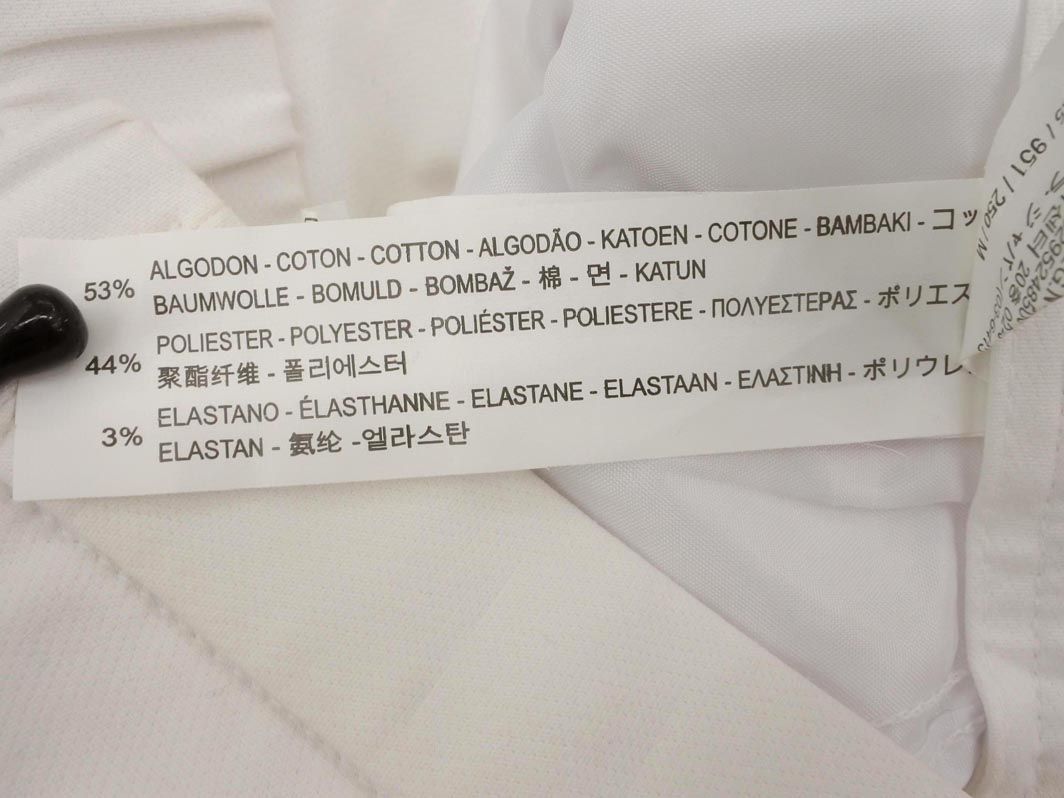 53% ALGODON - COTON - COTTON - ALGODÃO - KATOEN - COTONE - BAMBAKI - コッ
BAUMWOLLE - BOMULD - BOMBAŽ - 棉 - 면 - KATUN
44% POLIESTER - POLYESTER - POLIÉSTER - POLIESTERE - ΠΟΛΥΕΣΤΕΡΑΣ - ポリエス
聚酯纤维 - 폴리에스터
3% ELASTANO - ÉLASTHANNE - ELASTANE - ELASTAAN - ΕΛΑΣΤΙΝΗ - ポリウレ
ELASTAN - 氨纶 - 엘라스탄
/ 951 / 250 / M